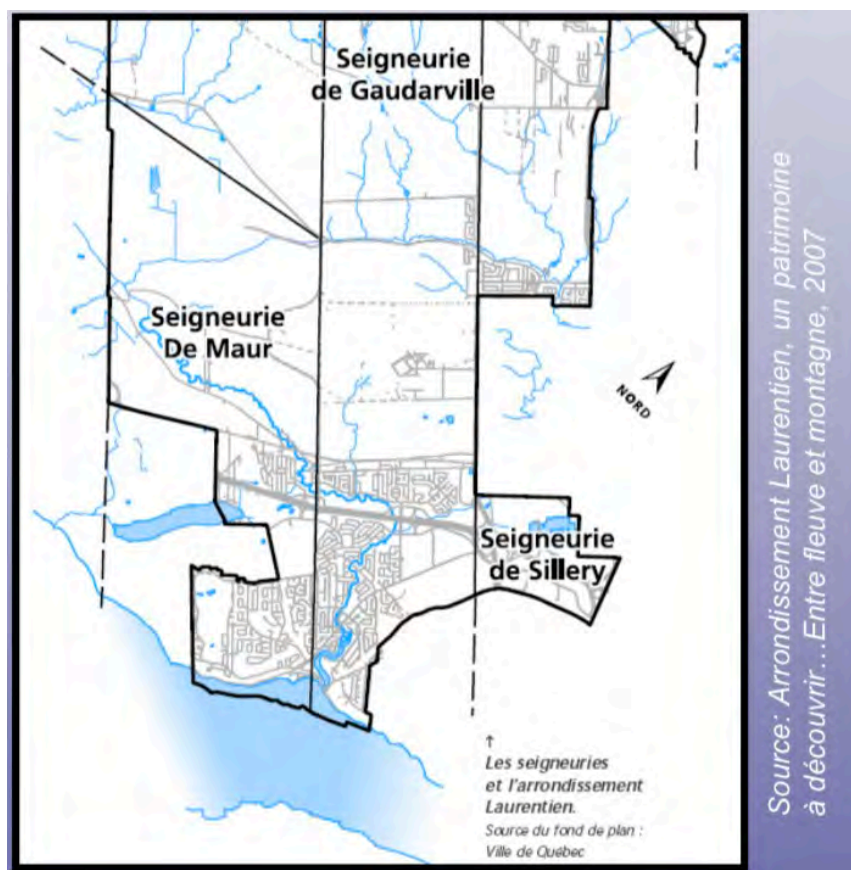 Seigneurie
de Gaudarville
Seigneurie
De Maur
NORD
Seigneurie
de Sillery
↑
Les seigneuries
et l'arrondissement
Laurentien.
Source du fond de plan :
Ville de Québec
Source: Arrondissement Laurentien, un patrimoine
à découvrir...Entre fleuve et montagne, 2007